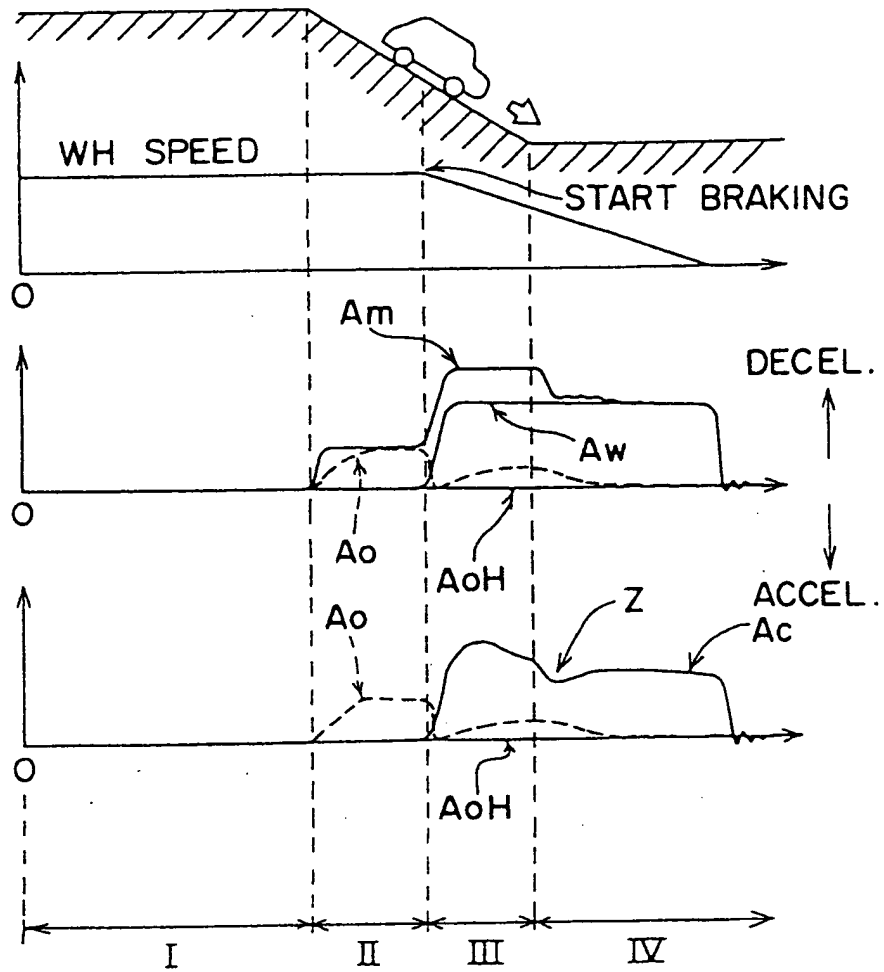 WH SPEED
START BRAKING
O
Am
DECEL.
Aw
O
Ao
AoH
ACCEL.
Ao
Z
Ac
O
AoH
I
II
III
IV